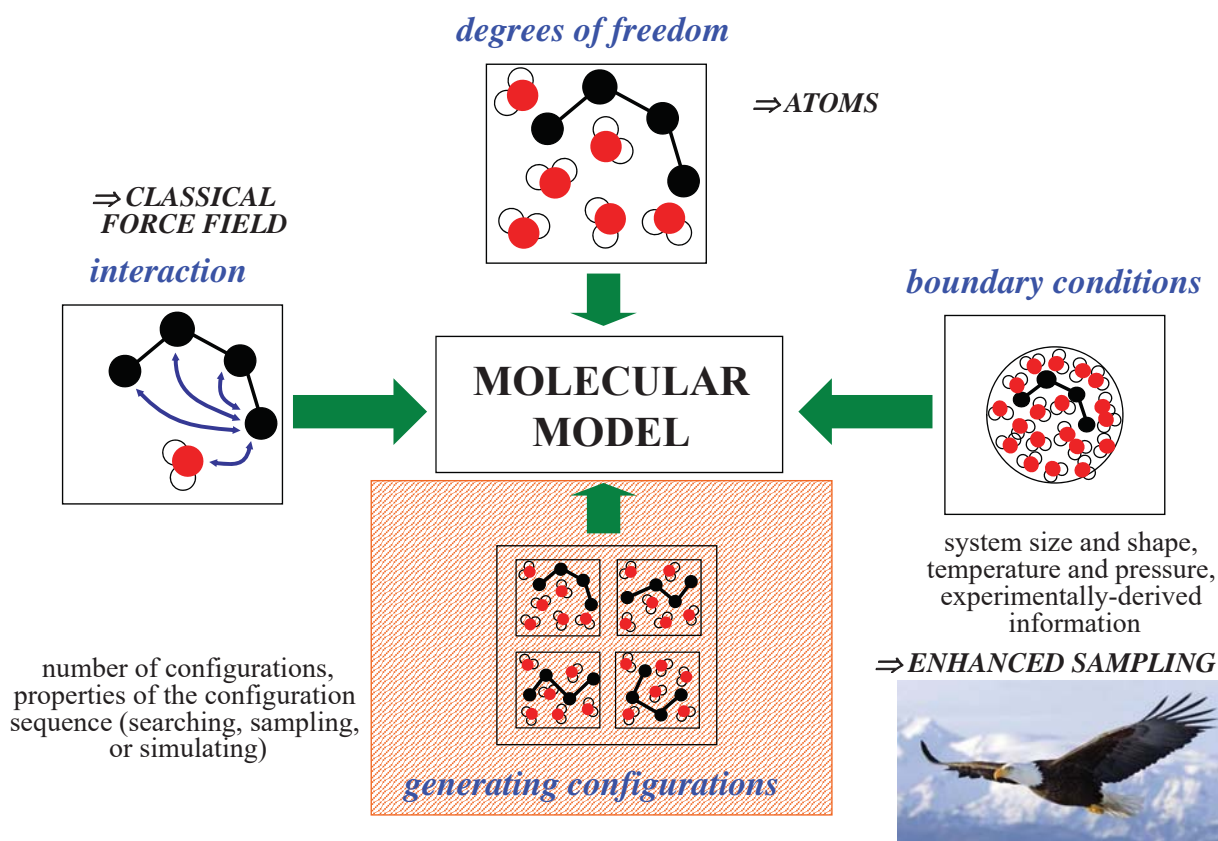 degrees of freedom
⇒ ATOMS
⇒ CLASSICAL
FORCE FIELD
interaction
boundary conditions
MOLECULAR
MODEL
system size and shape,
temperature and pressure,
experimentally-derived
information
⇒ ENHANCED SAMPLING
number of configurations,
properties of the configuration
sequence (searching, sampling,
or simulating)
generating configurations